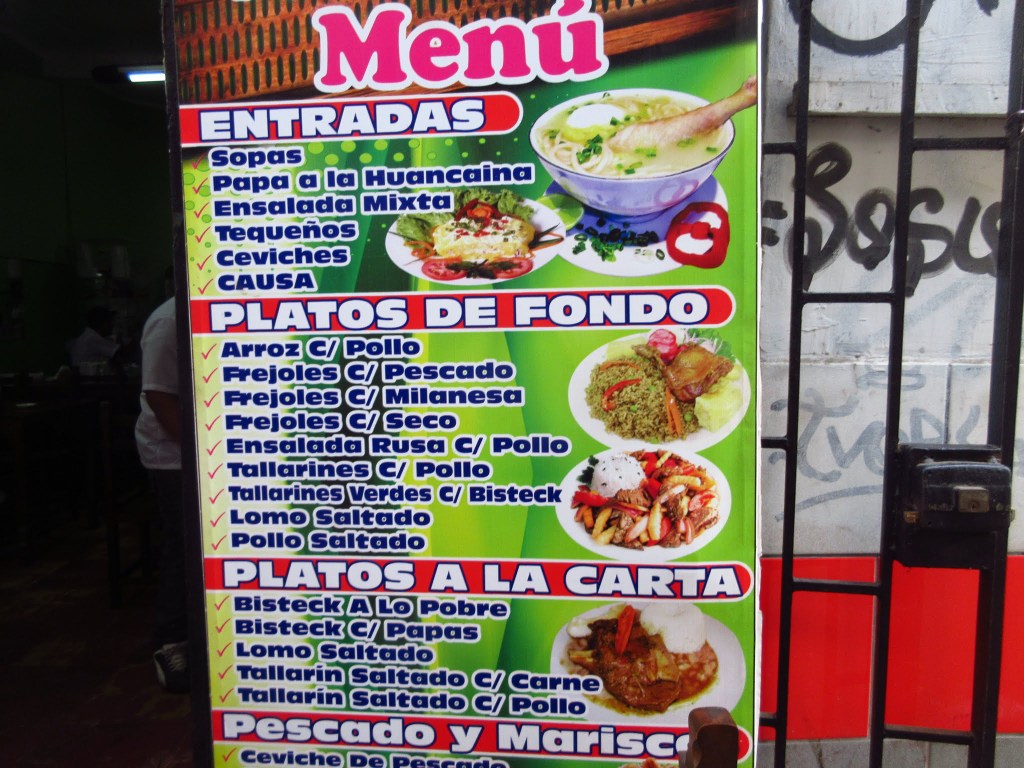 Menú
ENTRADAS
Sopas
Papa a la Huancaina
Ensalada Mixta
Tequeños
Ceviches
CAUSA
PLATOS DE FONDO
Arroz C/ Pollo
Frejoles C/ Pescado
Frejoles C/ Milanesa
Frejoles C/ Seco
Ensalada Rusa C/ Pollo
Tallarines C/ Pollo
Tallarines Verdes C/ Bisteck
Lomo Saltado
Pollo Saltado
PLATOS A LA CARTA
Bisteck A Lo Pobre
Bisteck C/ Papas
Lomo Saltado
Tallarin Saltado C/ Carne
Tallarin Saltado C/ Pollo
Pescado y Marisco
Ceviche De Pescado